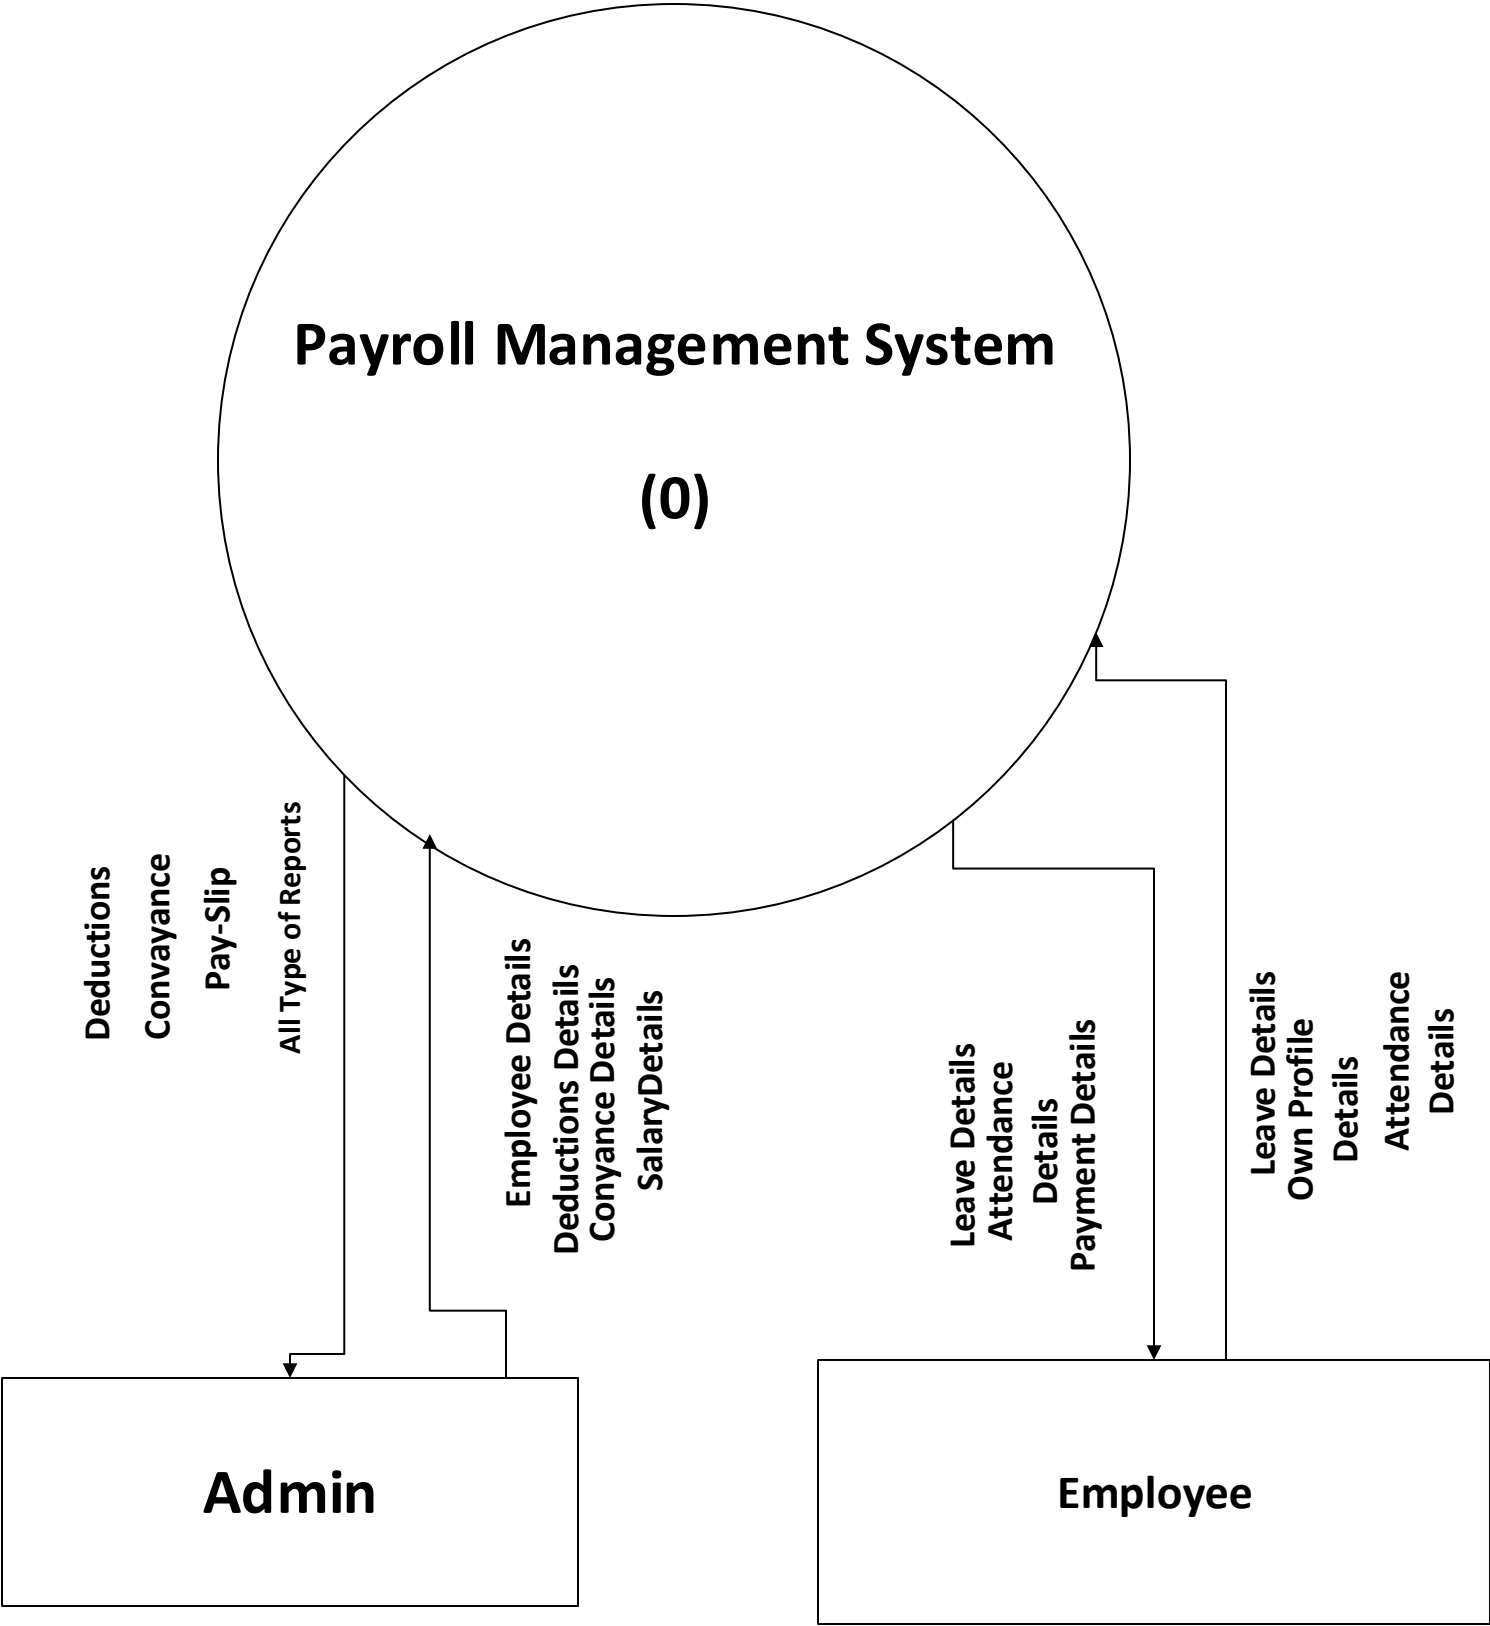 Payroll Management System
(0)
Deductions
Convayance
Pay-Slip
All Type of Reports
Employee Details
Deductions Details
Conyance Details
SalaryDetails
Leave Details
Attendance
Details
Payment Details
Leave Details
Own Profile
Details
Attendance
Details
Admin
Employee